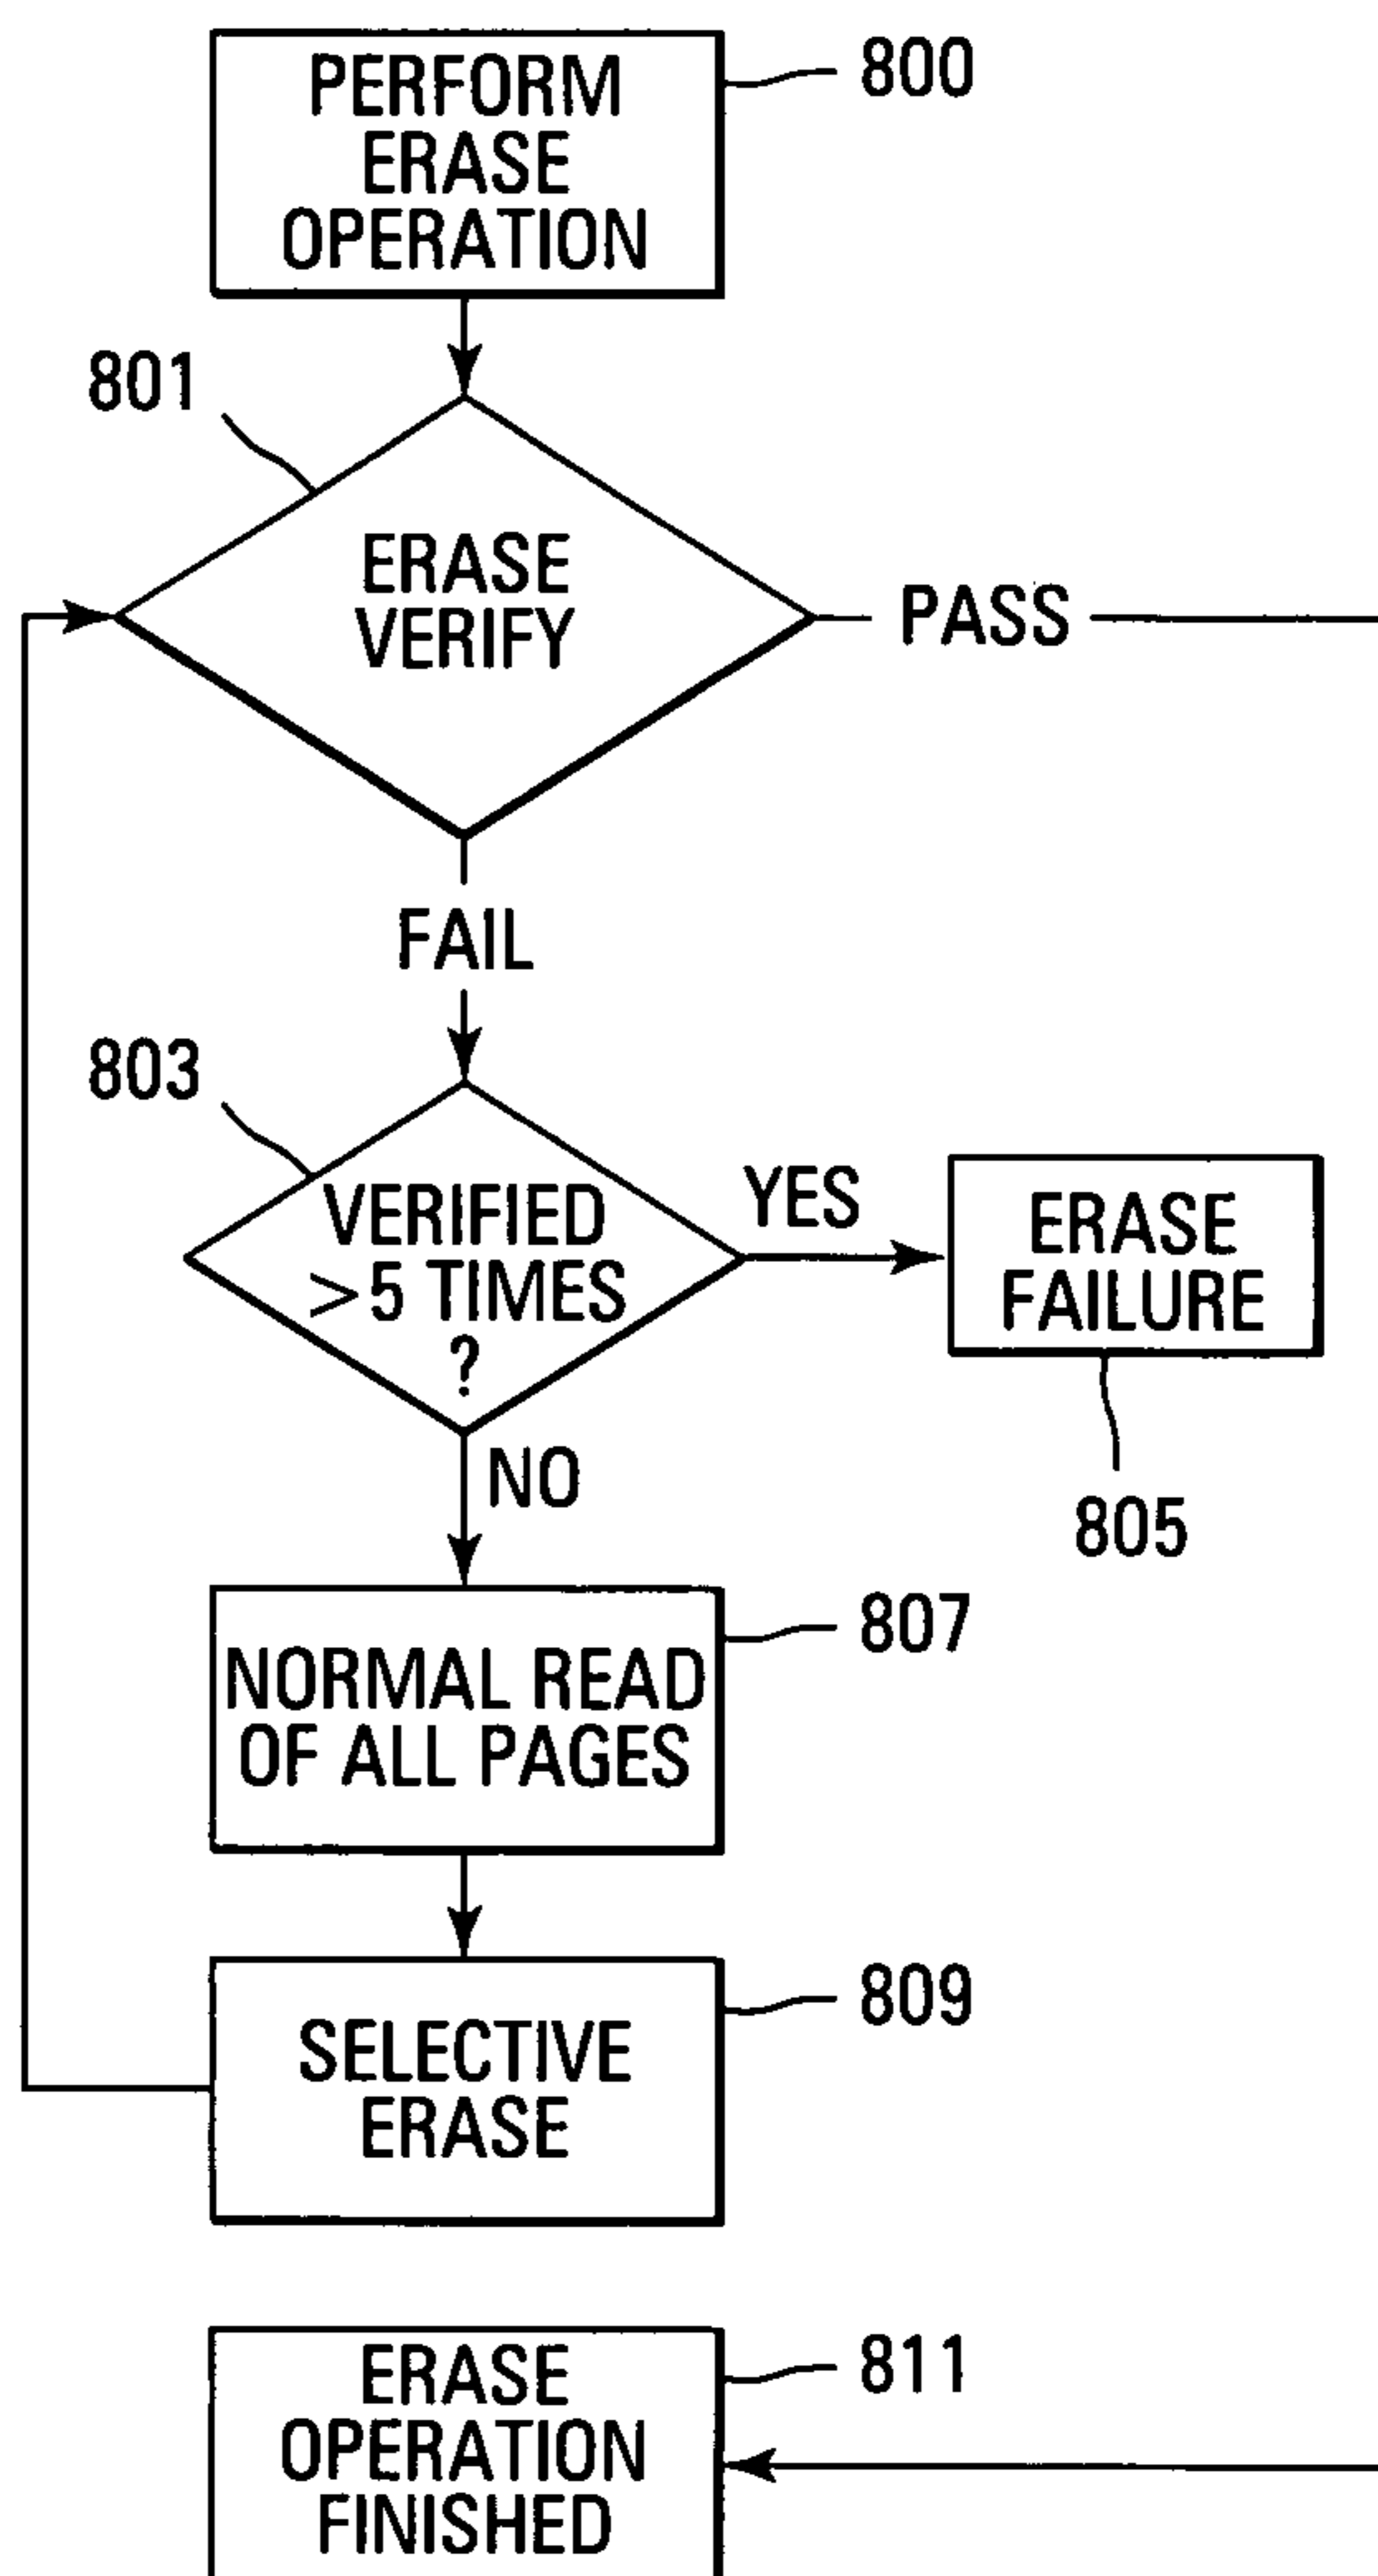 PERFORM
ERASE
OPERATION
800
801
ERASE
VERIFY
PASS
FAIL
803
VERIFIED
>5 TIMES
?
YES
ERASE
FAILURE
805
NO
807
NORMAL READ
OF ALL PAGES
809
SELECTIVE
ERASE
811
ERASE
OPERATION
FINISHED